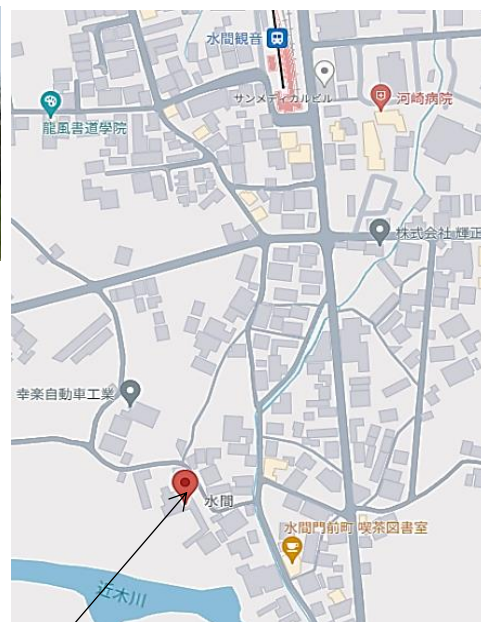 水間観音
サンメディカルビル
河崎病院
龍風書道學院
株式会社 輝正
幸楽自動車工業
水間
水間門前町 喫茶図書室
近木川